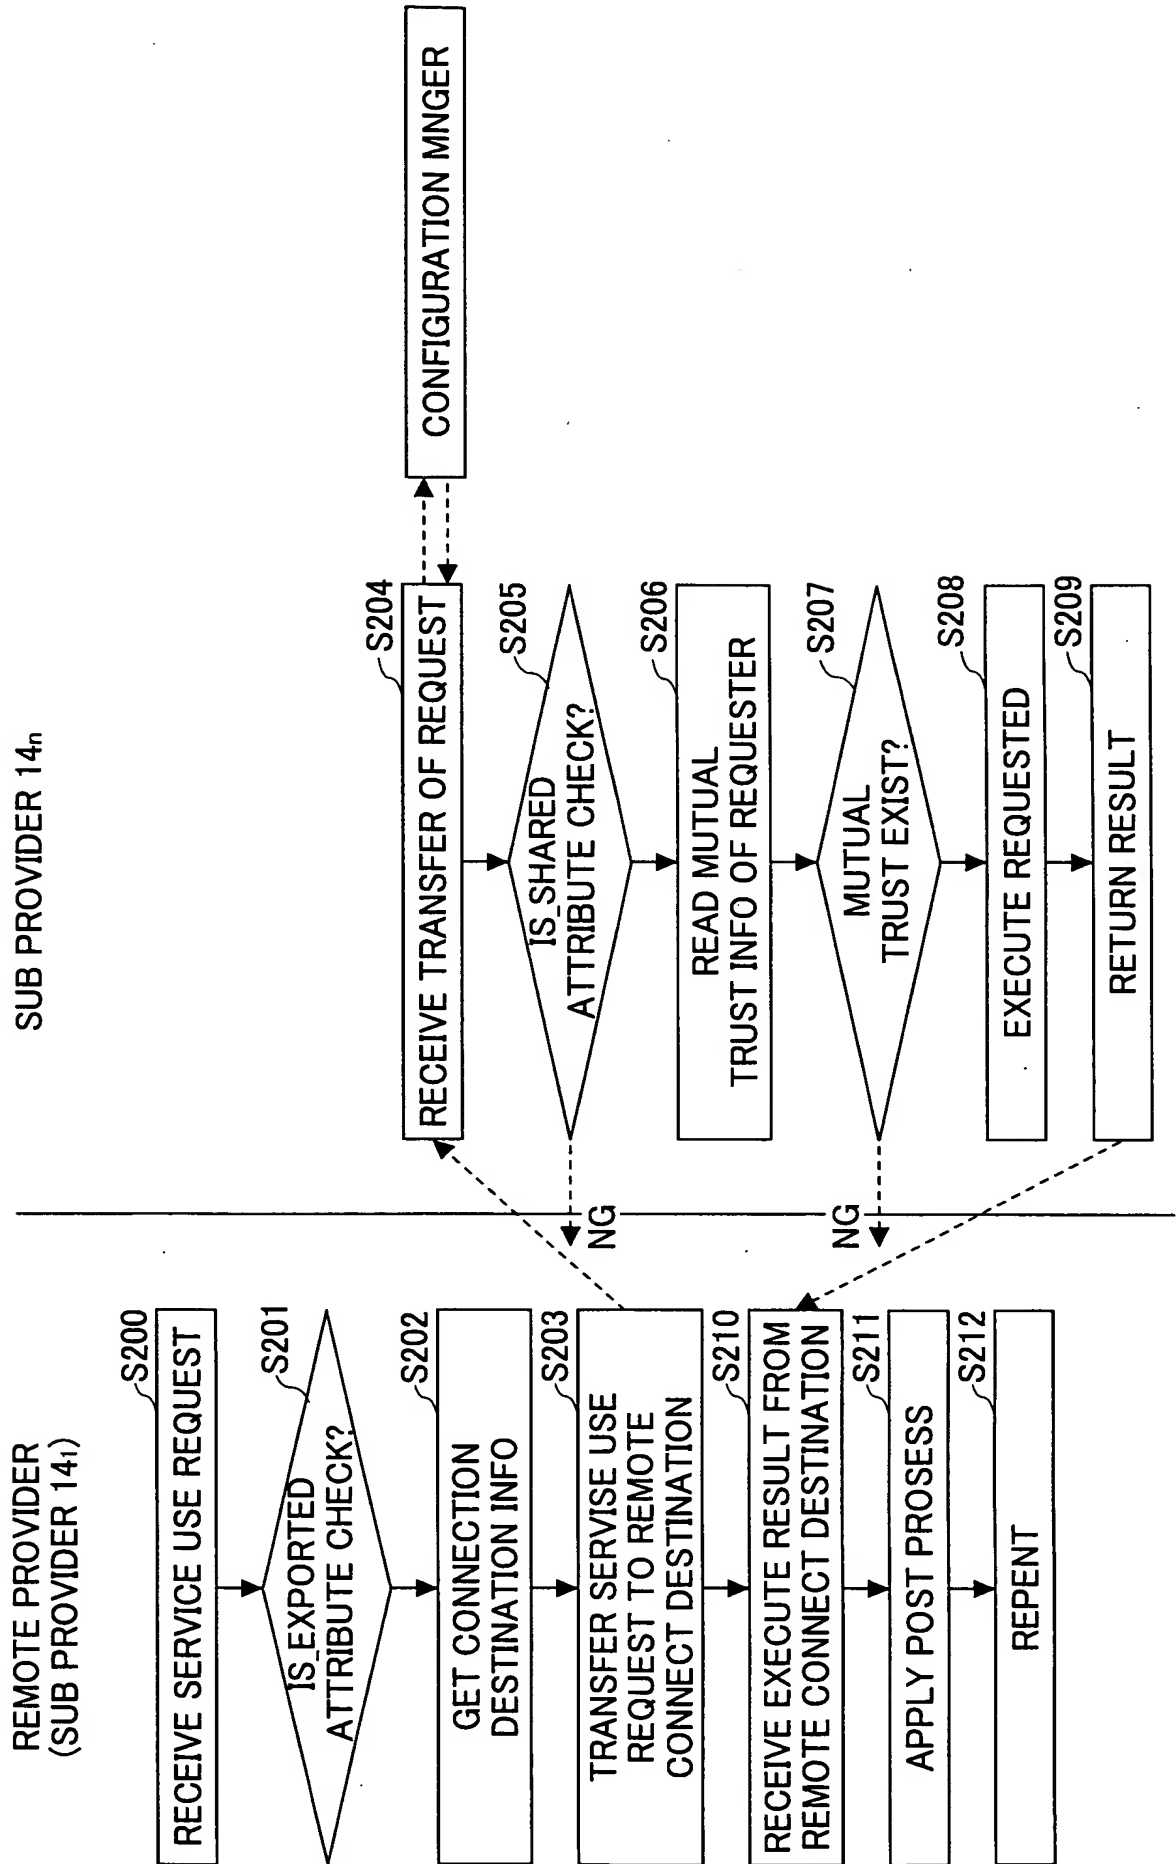 REMOTE PROVIDER
(SUB PROVIDER 14₁)
S200
RECEIVE SERVICE USE REQUEST
S201
IS_EXPORTED
ATTRIBUTE CHECK?
S202
GET CONNECTION
DESTINATION INFO
S203
TRANSFER SERVISE USE
REQUEST TO REMOTE
CONNECT DESTINATION
S210
RECEIVE EXECUTE RESULT FROM
REMOTE CONNECT DESTINATION
S211
APPLY POST PROSESS
S212
REPENT
SUB PROVIDER 14n
S204
RECEIVE TRANSFER OF REQUEST
S205
IS_SHARED
ATTRIBUTE CHECK?
NG
S206
READ MUTUAL
TRUST INFO OF REQUESTER
S207
MUTUAL
TRUST EXIST?
NG
S208
EXECUTE REQUESTED
S209
RETURN RESULT
CONFIGURATION MNGER